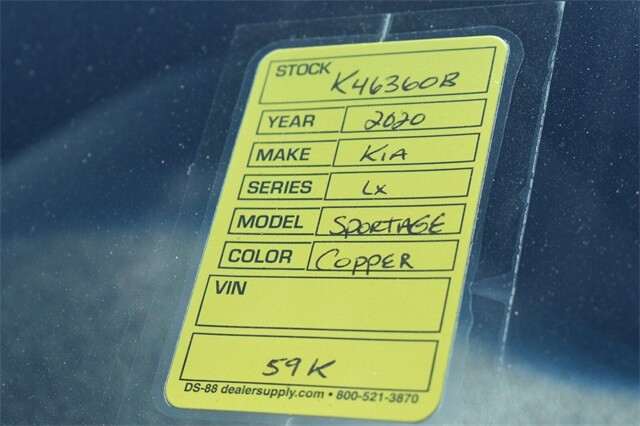 STOCK K46360B
YEAR 2020
MAKE KIA
SERIES Lx
MODEL SPORTAGE
COLOR COPPER
VIN
59K
DS-88 dealersupply.com • 800-521-3870